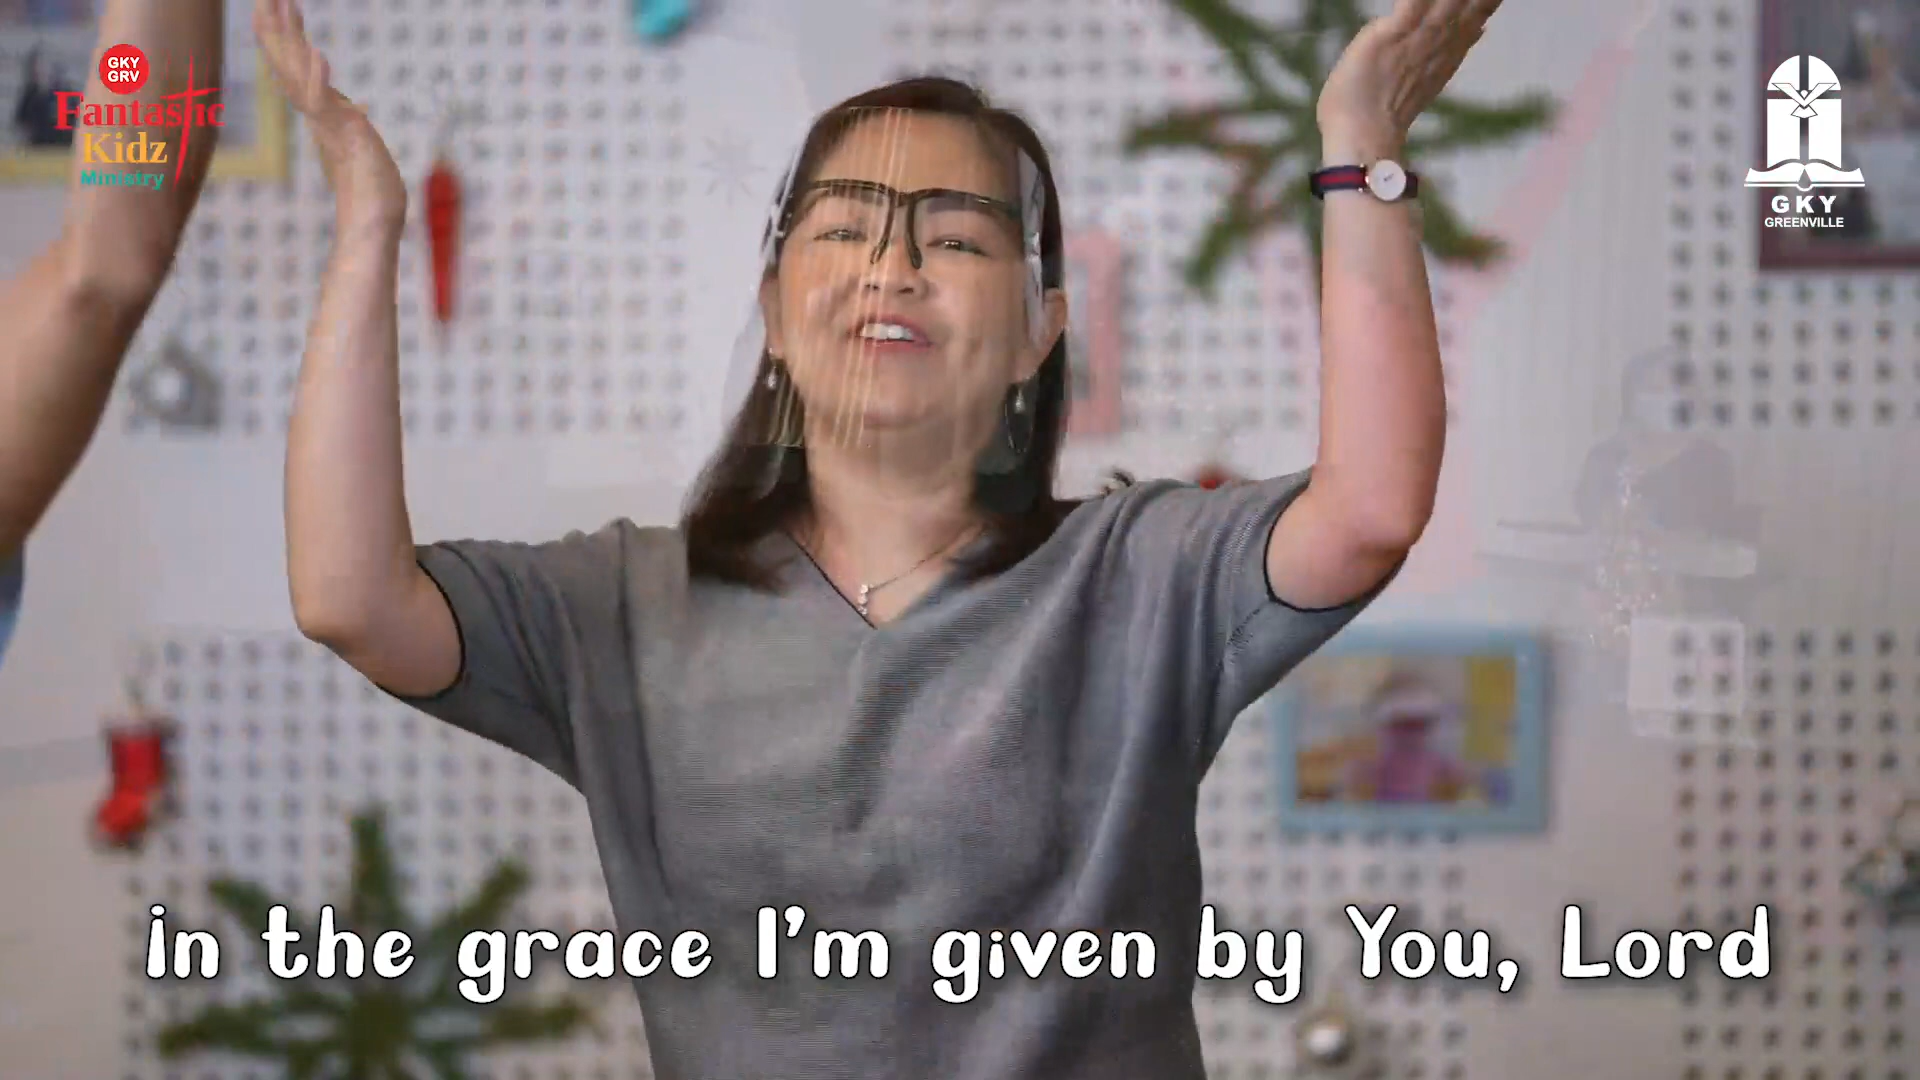 GKY
GRV
Fantastic
Kidz
Ministry
GKY
GREENVILLE
in the grace I'm given by You, Lord